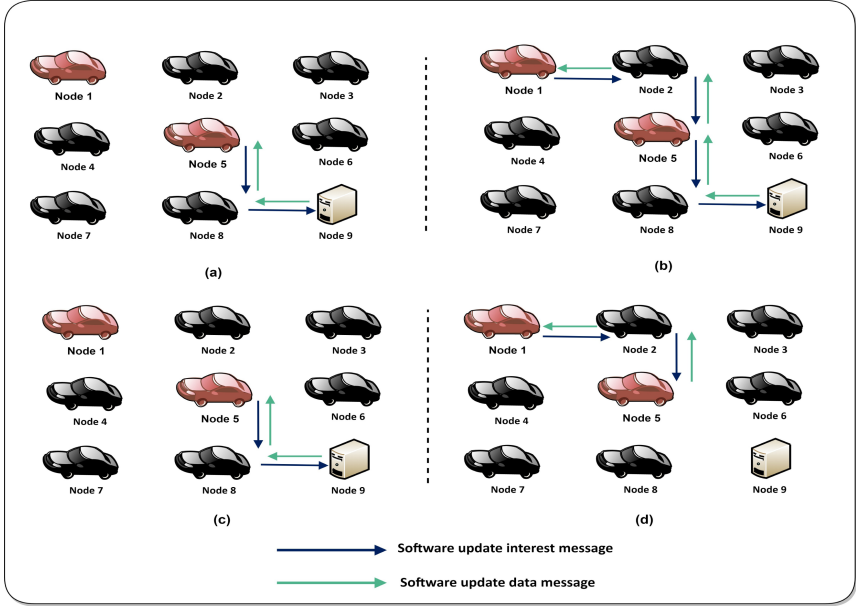 Node 1
Node 2
Node 3
Node 4
Node 5
Node 6
Node 7
Node 8
Node 9
(a)
Node 1
Node 2
Node 3
Node 4
Node 5
Node 6
Node 7
Node 8
Node 9
(b)
Node 1
Node 2
Node 3
Node 4
Node 5
Node 6
Node 7
Node 8
Node 9
(c)
Node 1
Node 2
Node 3
Node 4
Node 5
Node 6
Node 7
Node 8
Node 9
(d)
Software update interest message
Software update data message